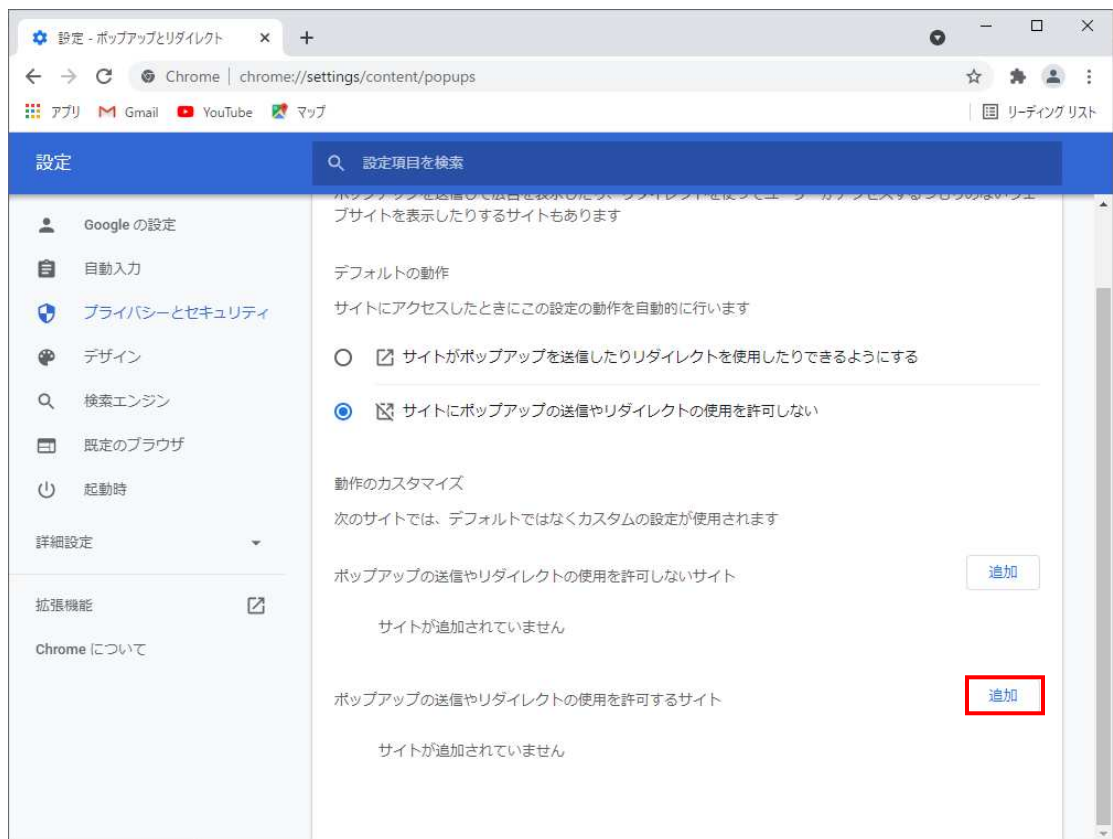 設定 - ポップアップとリダイレクト
Chrome | chrome://settings/content/popups
アプリ Gmail YouTube マップ リーディング リスト
設定 設定項目を検索
ブサイトを表示したりするサイトもあります
Google の設定
自動入力
プライバシーとセキュリティ
デザイン
検索エンジン
既定のブラウザ
起動時
詳細設定
拡張機能
Chrome について
デフォルトの動作
サイトにアクセスしたときにこの設定の動作を自動的に行います
サイトがポップアップを送信したりリダイレクトを使用したりできるようにする
サイトにポップアップの送信やリダイレクトの使用を許可しない
動作のカスタマイズ
次のサイトでは、デフォルトではなくカスタムの設定が使用されます
ポップアップの送信やリダイレクトの使用を許可しないサイト 追加
サイトが追加されていません
ポップアップの送信やリダイレクトの使用を許可するサイト 追加
サイトが追加されていません